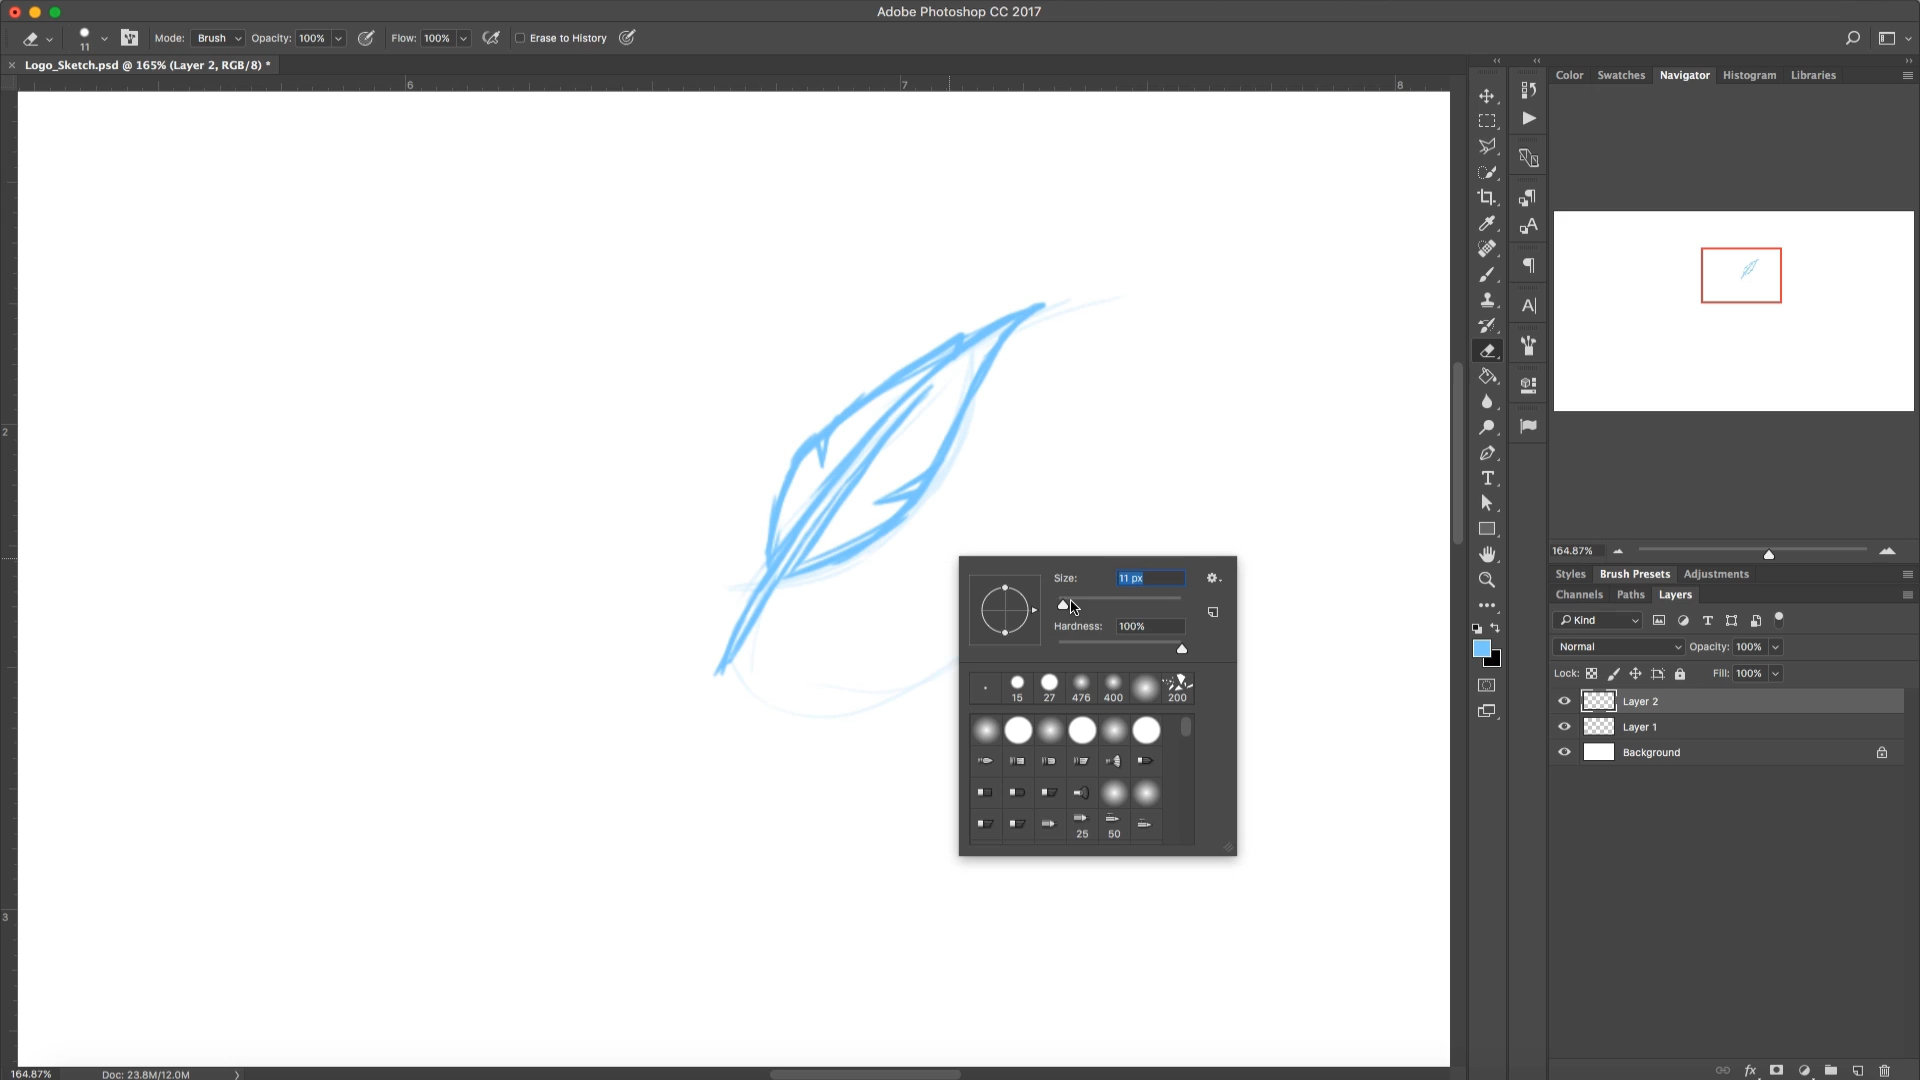 Adobe Photoshop CC 2017
11
Mode: Brush Opacity: 100% Flow: 100% Erase to History
Logo_Sketch.psd @ 165% (Layer 2, RGB/8) *
6 7 8
2
3
Color Swatches Navigator Histogram Libraries
164.87%
Styles Brush Presets Adjustments
Channels Paths Layers
Kind
Normal Opacity: 100%
Lock: Fill: 100%
Layer 2
Layer 1
Background
Size: 11 px
Hardness: 100%
15 27 476 400 200
25 50
164.87% Doc: 23.8M/12.0M
fx